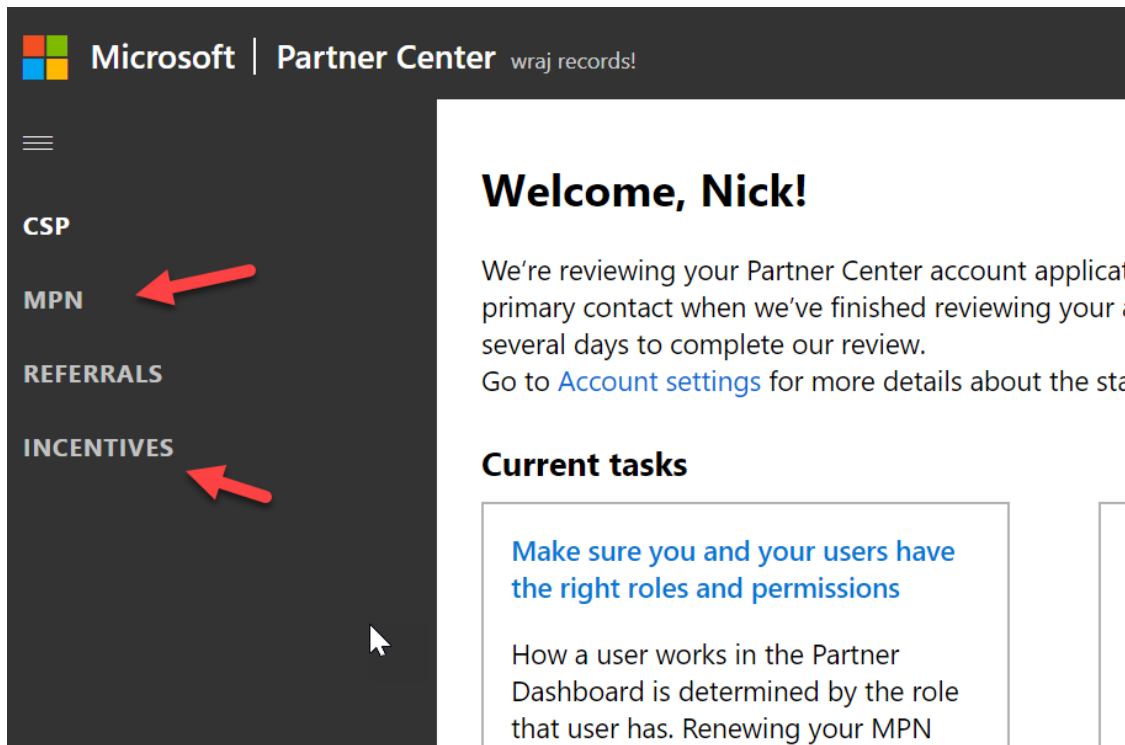 Microsoft | Partner Center wraj records!
CSP
MPN
REFERRALS
INCENTIVES
Welcome, Nick!
We're reviewing your Partner Center account applicat
primary contact when we've finished reviewing your a
several days to complete our review.
Go to Account settings for more details about the sta
Current tasks
Make sure you and your users have
the right roles and permissions
How a user works in the Partner
Dashboard is determined by the role
that user has. Renewing your MPN